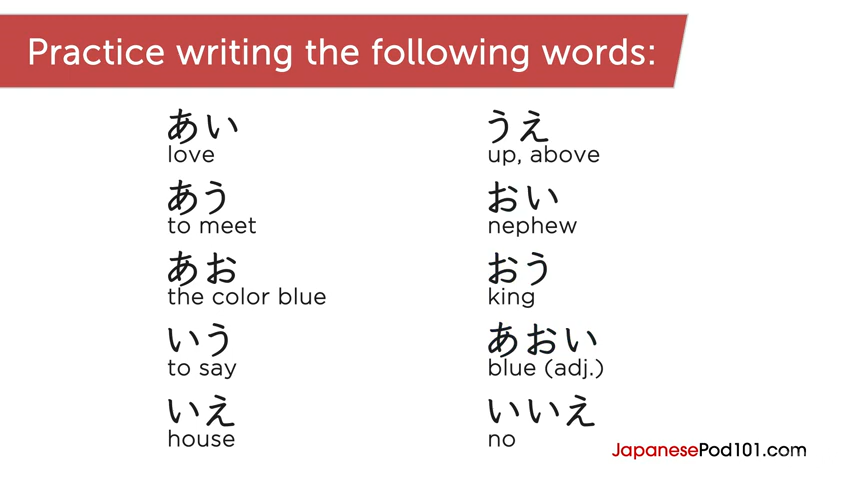 Practice writing the following words:
あい
love
あう
to meet
あお
the color blue
いう
to say
いえ
house
うえ
up, above
おい
nephew
おう
king
あおい
blue (adj.)
いいえ
no
JapanesePod101.com